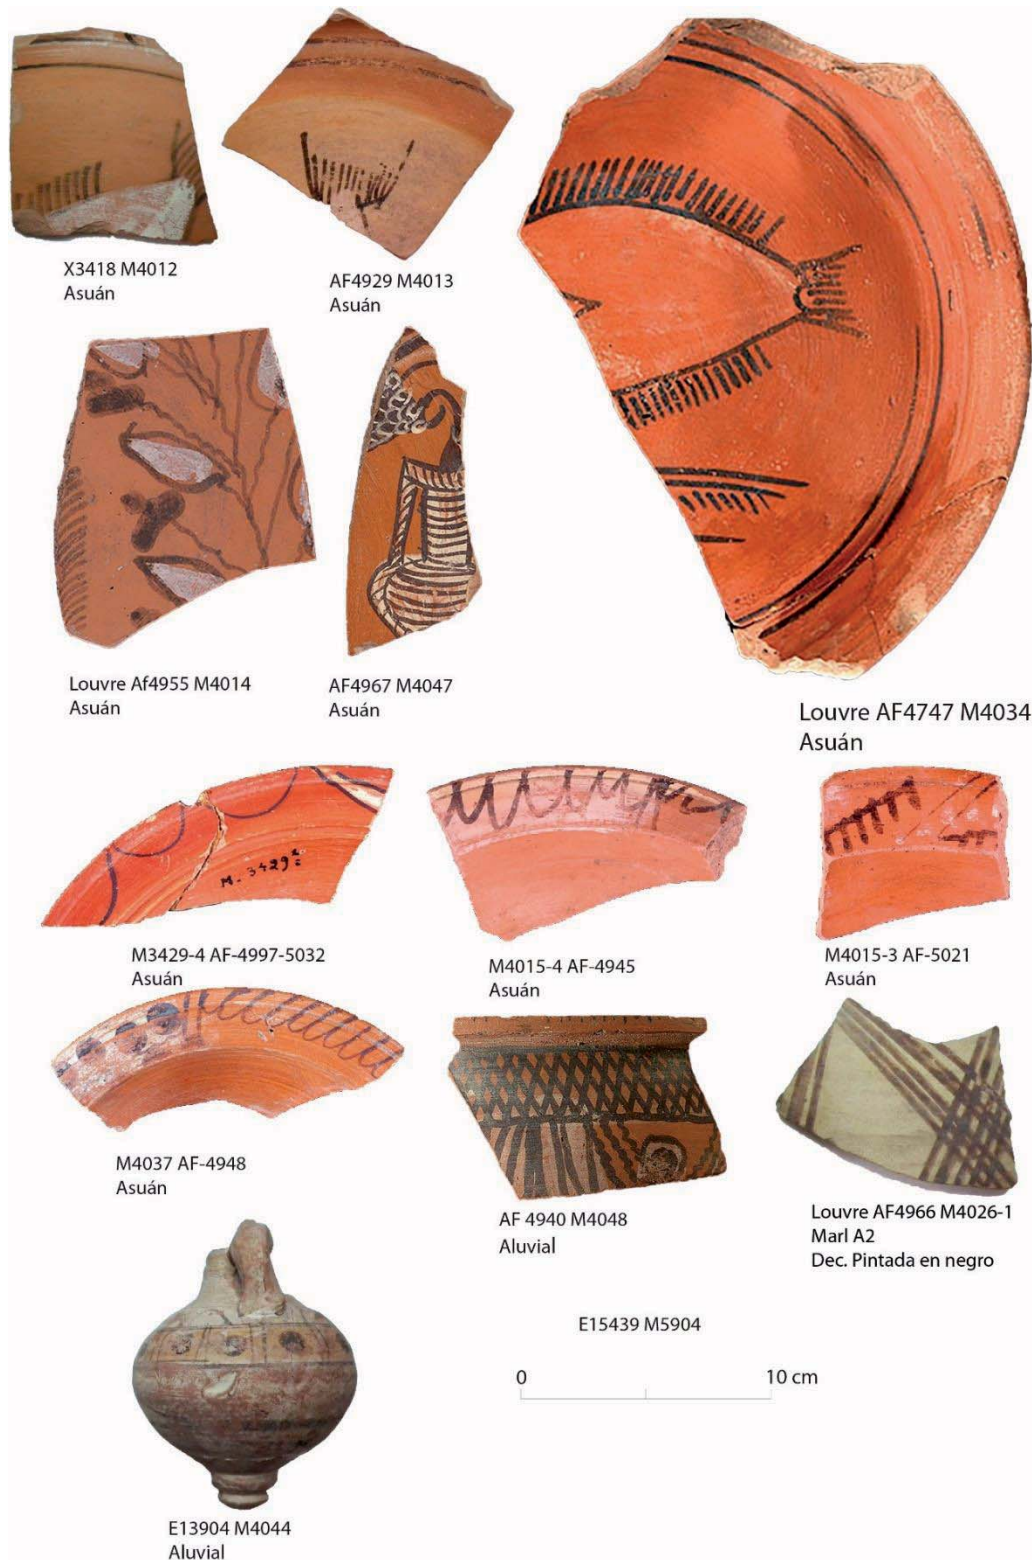 X3418 M4012
Asuán
AF4929 M4013
Asuán
Louvre Af4955 M4014
Asuán
AF4967 M4047
Asuán
Louvre AF4747 M4034
Asuán
M. 3429²
M3429-4 AF-4997-5032
Asuán
M4015-4 AF-4945
Asuán
M4015-3 AF-5021
Asuán
M4037 AF-4948
Asuán
AF 4940 M4048
Aluvial
Louvre AF4966 M4026-1
Marl A2
Dec. Pintada en negro
E15439 M5904
0 10 cm
E13904 M4044
Aluvial